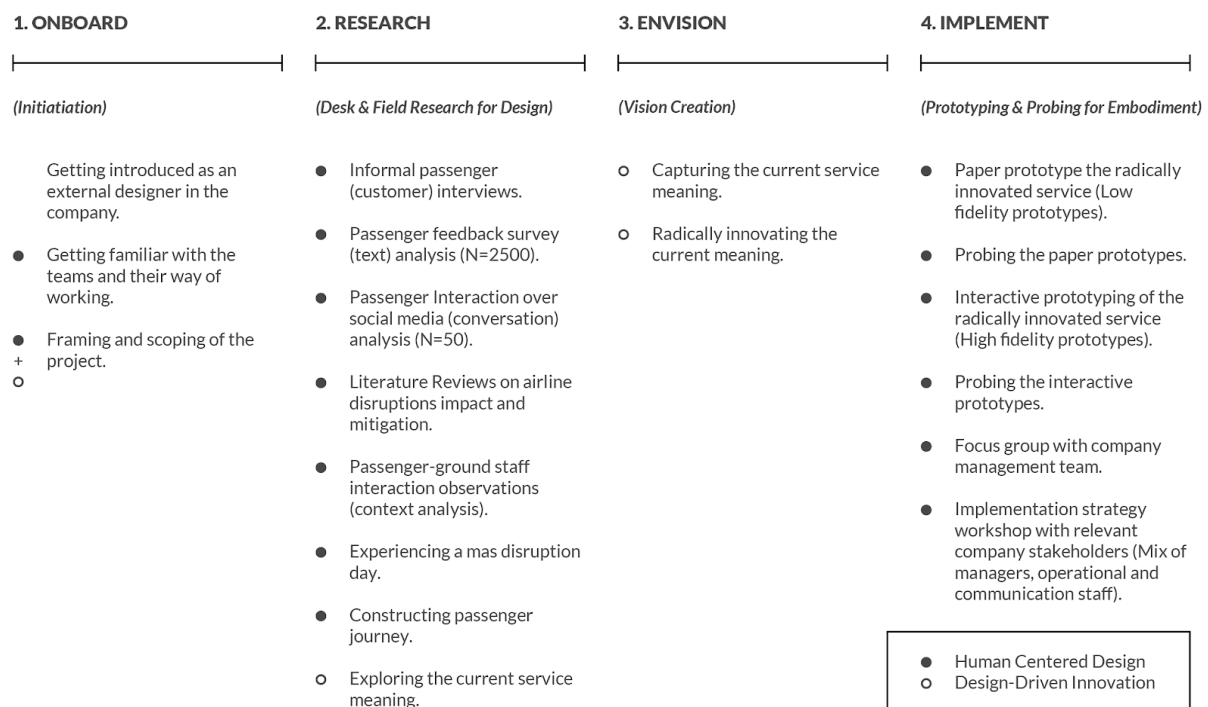 1. ONBOARD
(Initiatiation)
Getting introduced as an
external designer in the
company.
Getting familiar with the
teams and their way of
working.
Framing and scoping of the
+ project.
2. RESEARCH
(Desk & Field Research for Design)
Informal passenger
(customer) interviews.
Passenger feedback survey
(text) analysis (N=2500).
Passenger Interaction over
social media (conversation)
analysis (N=50).
Literature Reviews on airline
disruptions impact and
mitigation.
Passenger-ground staff
interaction observations
(context analysis).
Experiencing a mas disruption
day.
Constructing passenger
journey.
Exploring the current service
meaning.
3. ENVISION
(Vision Creation)
Capturing the current service
meaning.
Radically innovating the
current meaning.
4. IMPLEMENT
(Prototyping & Probing for Embodiment)
Paper prototype the radically
innovated service (Low
fidelity prototypes).
Probing the paper prototypes.
Interactive prototyping of the
radically innovated service
(High fidelity prototypes).
Probing the interactive
prototypes.
Focus group with company
management team.
Implementation strategy
workshop with relevant
company stakeholders (Mix of
managers, operational and
communication staff).
Human Centered Design
Design-Driven Innovation